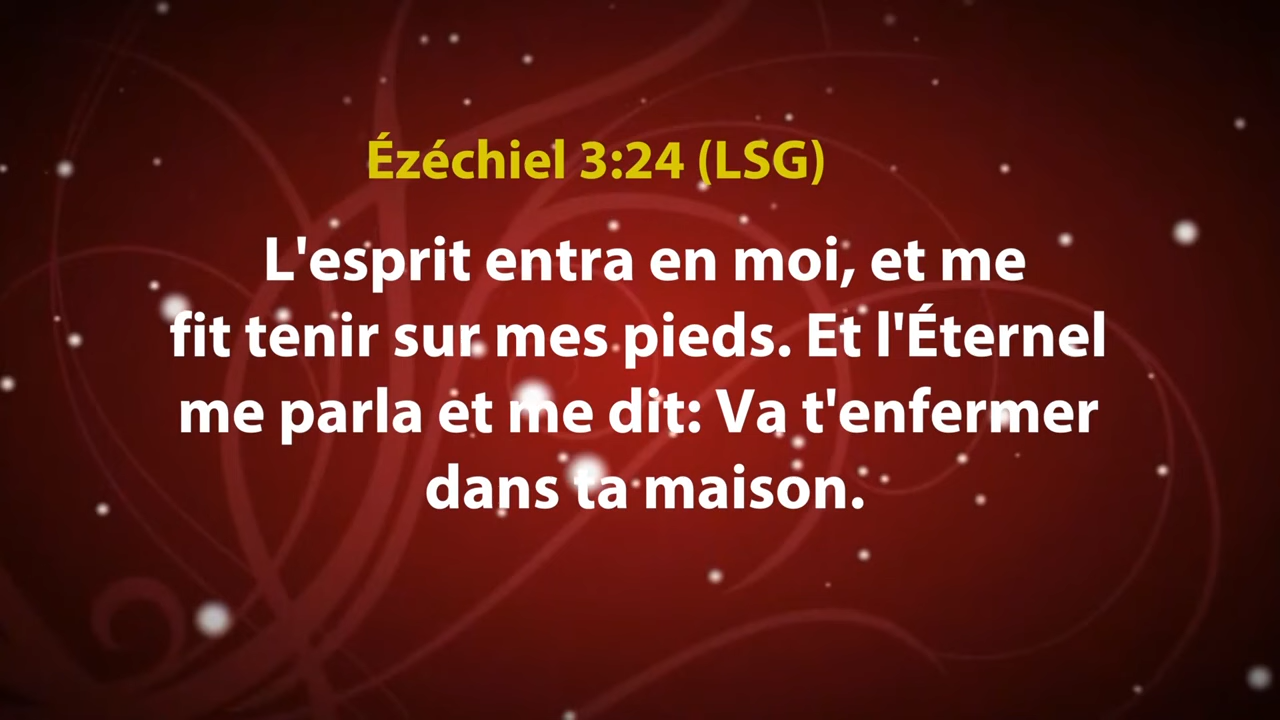 Ézéchiel 3:24 (LSG)
L'esprit entra en moi, et me
fit tenir sur mes pieds. Et l'Éternel
me parla et me dit: Va t'enfermer
dans ta maison.